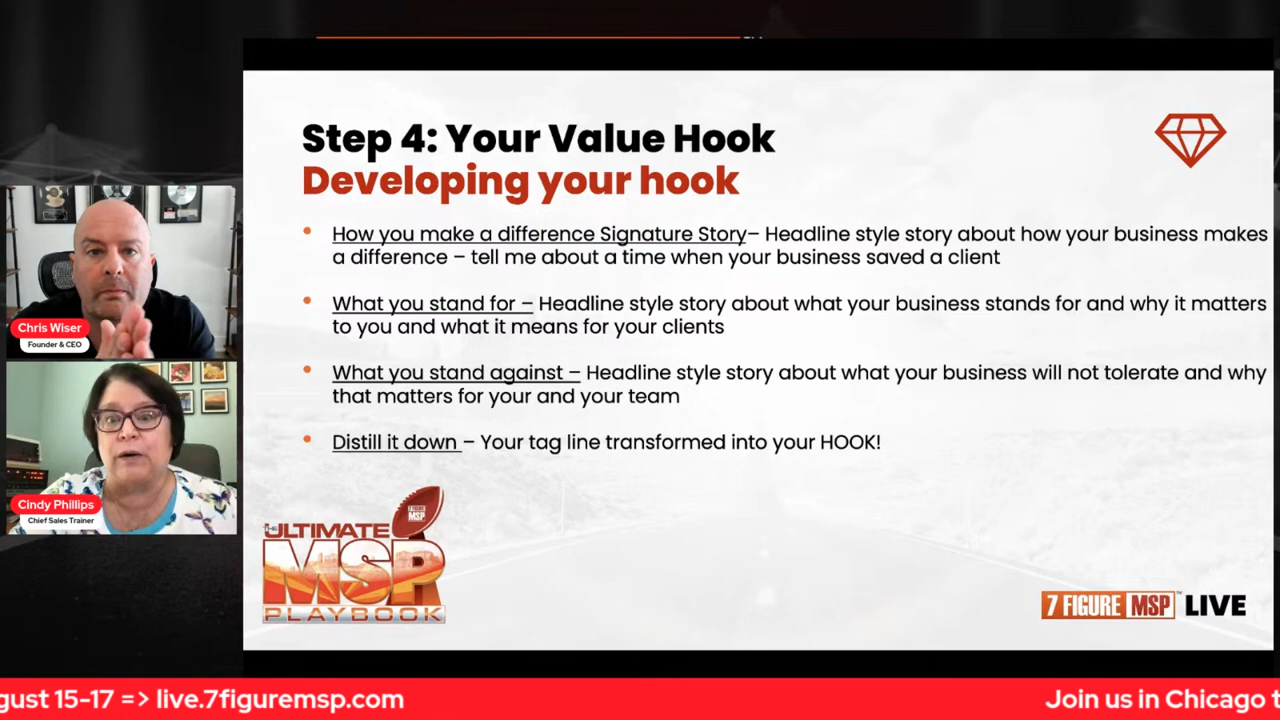 Step 4: Your Value Hook
Developing your hook
How you make a difference Signature Story– Headline style story about how your business makes
a difference – tell me about a time when your business saved a client
What you stand for – Headline style story about what your business stands for and why it matters
to you and what it means for your clients
What you stand against – Headline style story about what your business will not tolerate and why
that matters for your and your team
Distill it down – Your tag line transformed into your HOOK!
Chris Wiser
Founder & CEO
Cindy Phillips
Chief Sales Trainer
THE
ULTIMATE
MSP
PLAYBOOK
7 FIGURE
MSP
7 FIGURE MSP™ LIVE
gust 15-17 => live.7figuremsp.com
Join us in Chicago t